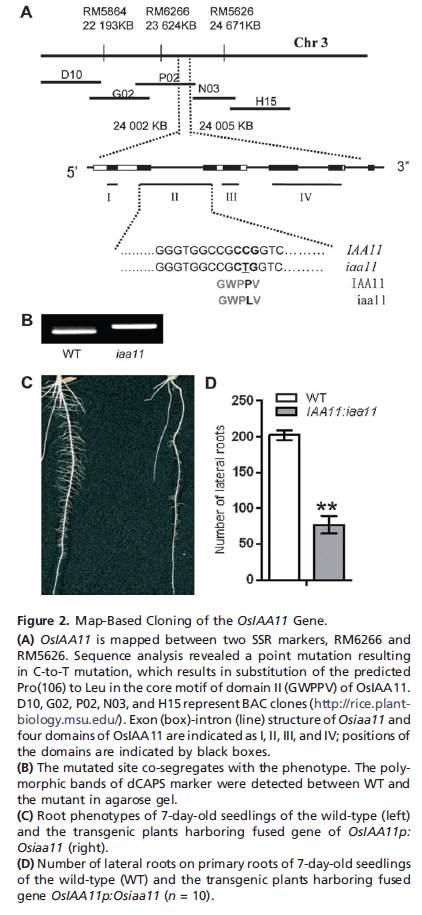 A
RM5864 RM6266 RM5626
22 193KB 23 624KB 24 671KB
Chr 3
D10
P02
G02
N03
H15
24 002 KB 24 005 KB
5' 3''
I II III IV
.........GGGTGGCCGCCGGTC......... IAA11
.........GGGTGGCCGCTGGTC......... iaa11
GWPPV IAA11
GWPLV iaa11
B
WT iaa11
C
D
WT
IAA11:iaa11
Number of lateral roots
250
200
150
100
50
0
**
Figure 2. Map-Based Cloning of the OsIAA11 Gene.
(A) OsIAA11 is mapped between two SSR markers, RM6266 and
RM5626. Sequence analysis revealed a point mutation resulting
in C-to-T mutation, which results in substitution of the predicted
Pro(106) to Leu in the core motif of domain II (GWPPV) of OsIAA11.
D10, G02, P02, N03, and H15 represent BAC clones (http://rice.plant-
biology.msu.edu/). Exon (box)-intron (line) structure of Osiaa11 and
four domains of OsIAA11 are indicated as I, II, III, and IV; positions of
the domains are indicated by black boxes.
(B) The mutated site co-segregates with the phenotype. The poly-
morphic bands of dCAPS marker were detected between WT and
the mutant in agarose gel.
(C) Root phenotypes of 7-day-old seedlings of the wild-type (left)
and the transgenic plants harboring fused gene of OsIAA11p:
Osiaa11 (right).
(D) Number of lateral roots on primary roots of 7-day-old seedlings
of the wild-type (WT) and the transgenic plants harboring fused
gene OsIAA11p:Osiaa11 (n = 10).